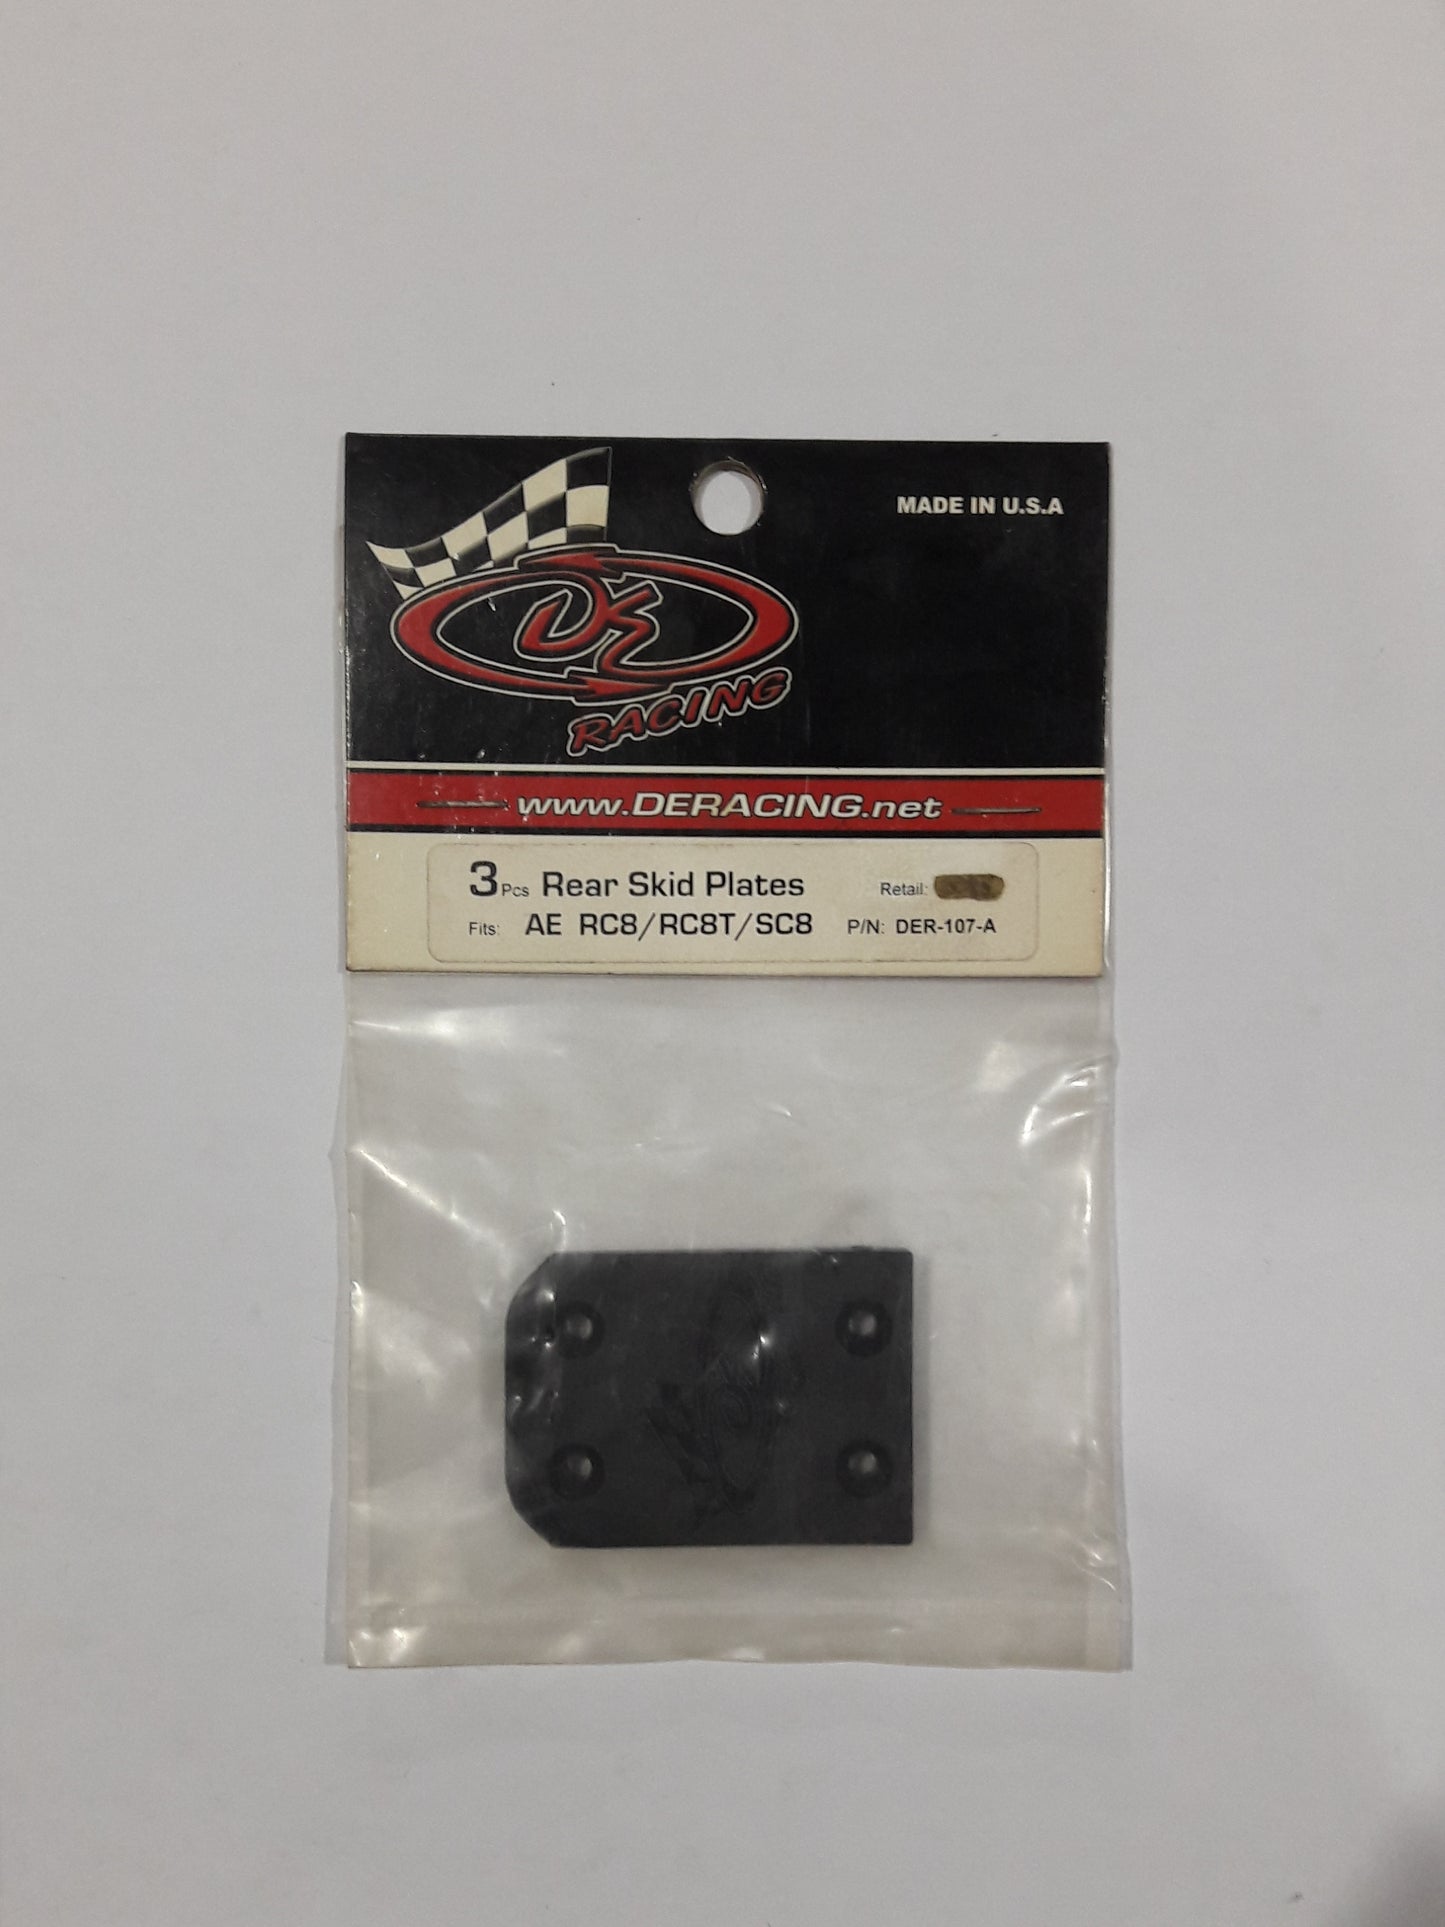 MADE IN U.S.A
DE
RACING
www.DERACING.net
3 Pcs Rear Skid Plates Retail:
Fits: AE RC8/RC8T/SC8 P/N: DER-107-A